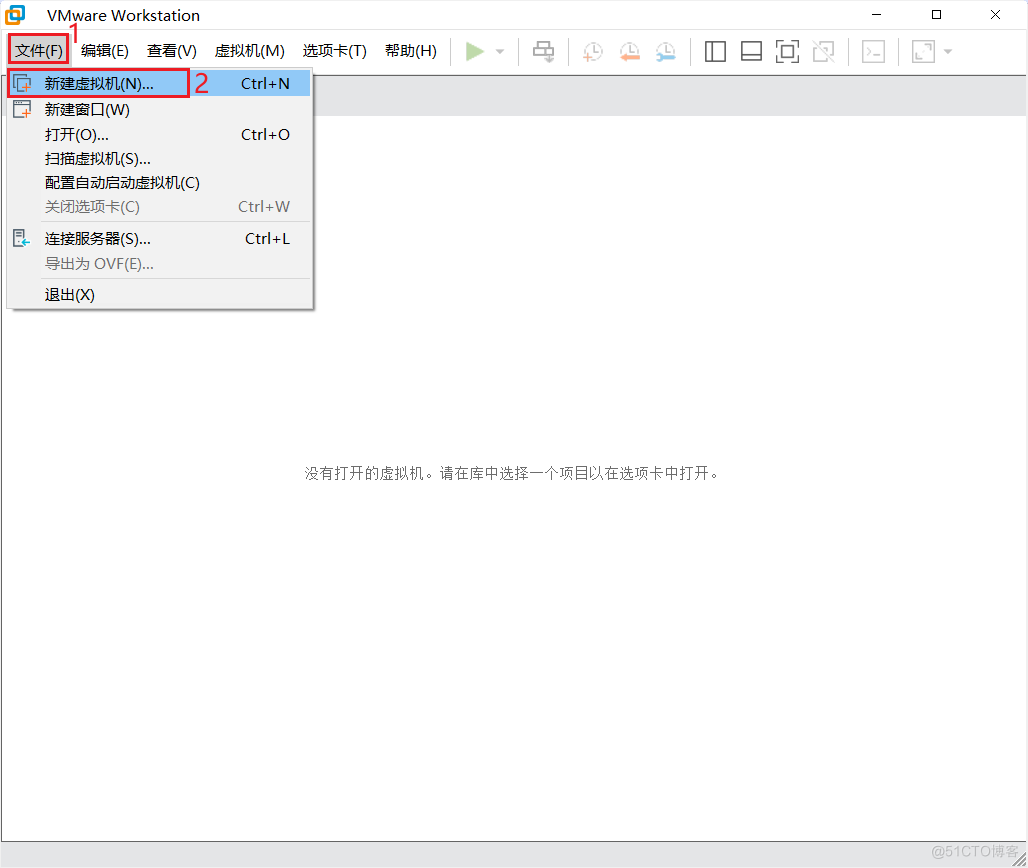 VMware Workstation
1
文件(F) 编辑(E) 查看(V) 虚拟机(M) 选项卡(T) 帮助(H)
新建虚拟机(N)... 2 Ctrl+N
新建窗口(W)
打开(O)... Ctrl+O
扫描虚拟机(S)...
配置自动启动虚拟机(C)
关闭选项卡(C) Ctrl+W
连接服务器(S)... Ctrl+L
导出为 OVF(E)...
退出(X)
没有打开的虚拟机。请在库中选择一个项目以在选项卡中打开。
@51CTO博客